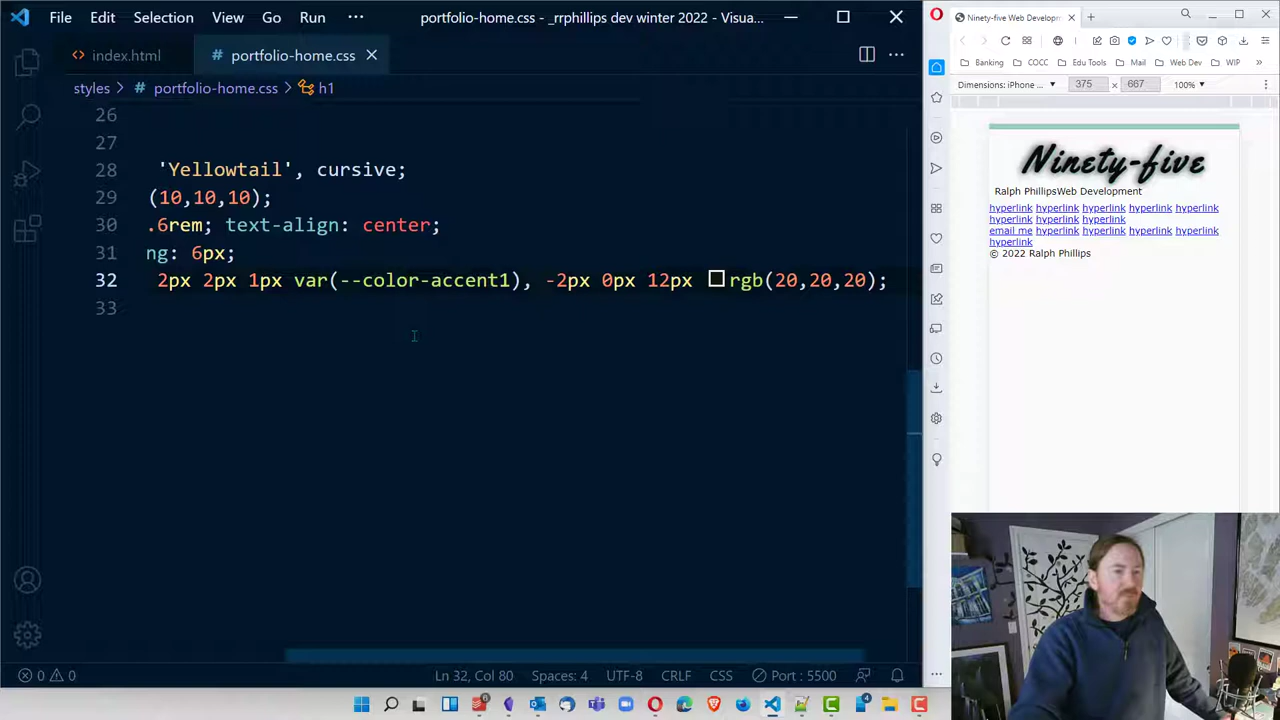 File Edit Selection View Go Run ··· portfolio-home.css - _rrphillips dev winter 2022 - Visua...
<> index.html # portfolio-home.css
styles > # portfolio-home.css > h1
26
27
28 'Yellowtail', cursive;
29 (10,10,10);
30 .6rem; text-align: center;
31 ng: 6px;
32 2px 2px 1px var(--color-accent1), -2px 0px 12px rgb(20,20,20);
33
0 0 Ln 32, Col 80 Spaces: 4 UTF-8 CRLF CSS Port : 5500
Ninety-five Web Developm
Banking COCC Edu Tools Mail Web Dev WIP »
Dimensions: iPhone ... 375 x 667 100%
Ninety-five
Ralph PhillipsWeb Development
hyperlink hyperlink hyperlink hyperlink hyperlink
hyperlink hyperlink hyperlink
email me hyperlink hyperlink hyperlink hyperlink
hyperlink
© 2022 Ralph Phillips